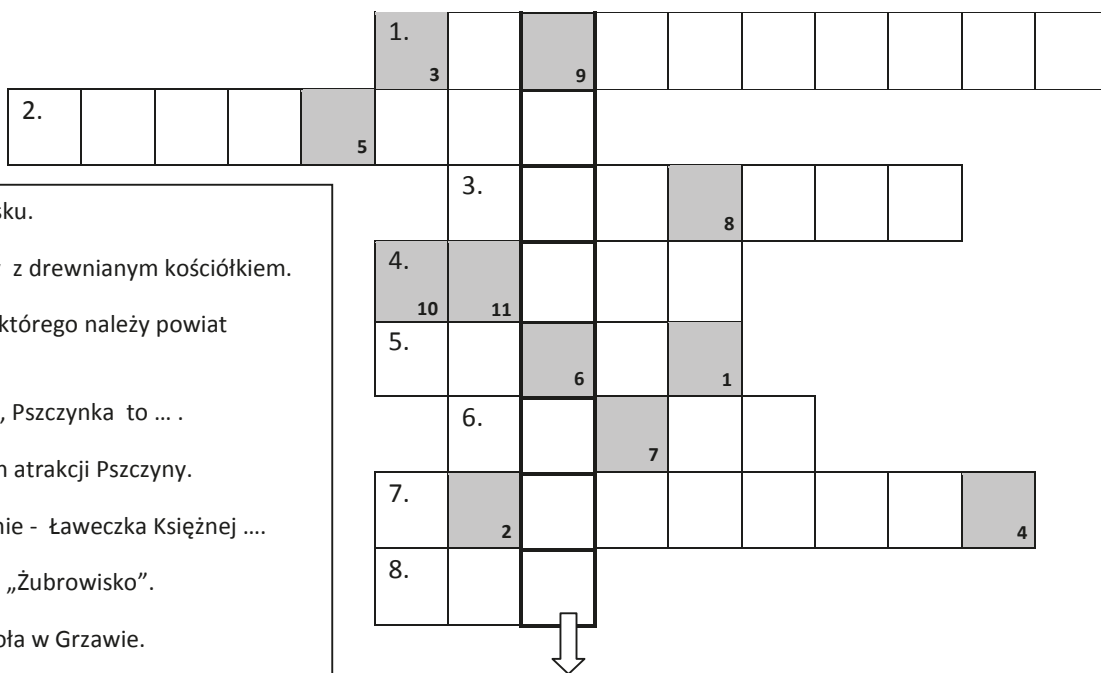 1.
3 9
2.
5
3.
8
sku.
z drewnianym kościółkiem.
4.
10 11
którego należy powiat
5.
6 1
, Pszczynka to ... .
6.
7
n atrakcji Pszczyny.
7.
2 4
nie - Ławeczka Księżnej ....
8.
„Żubrowisko”.
oła w Grzawie.